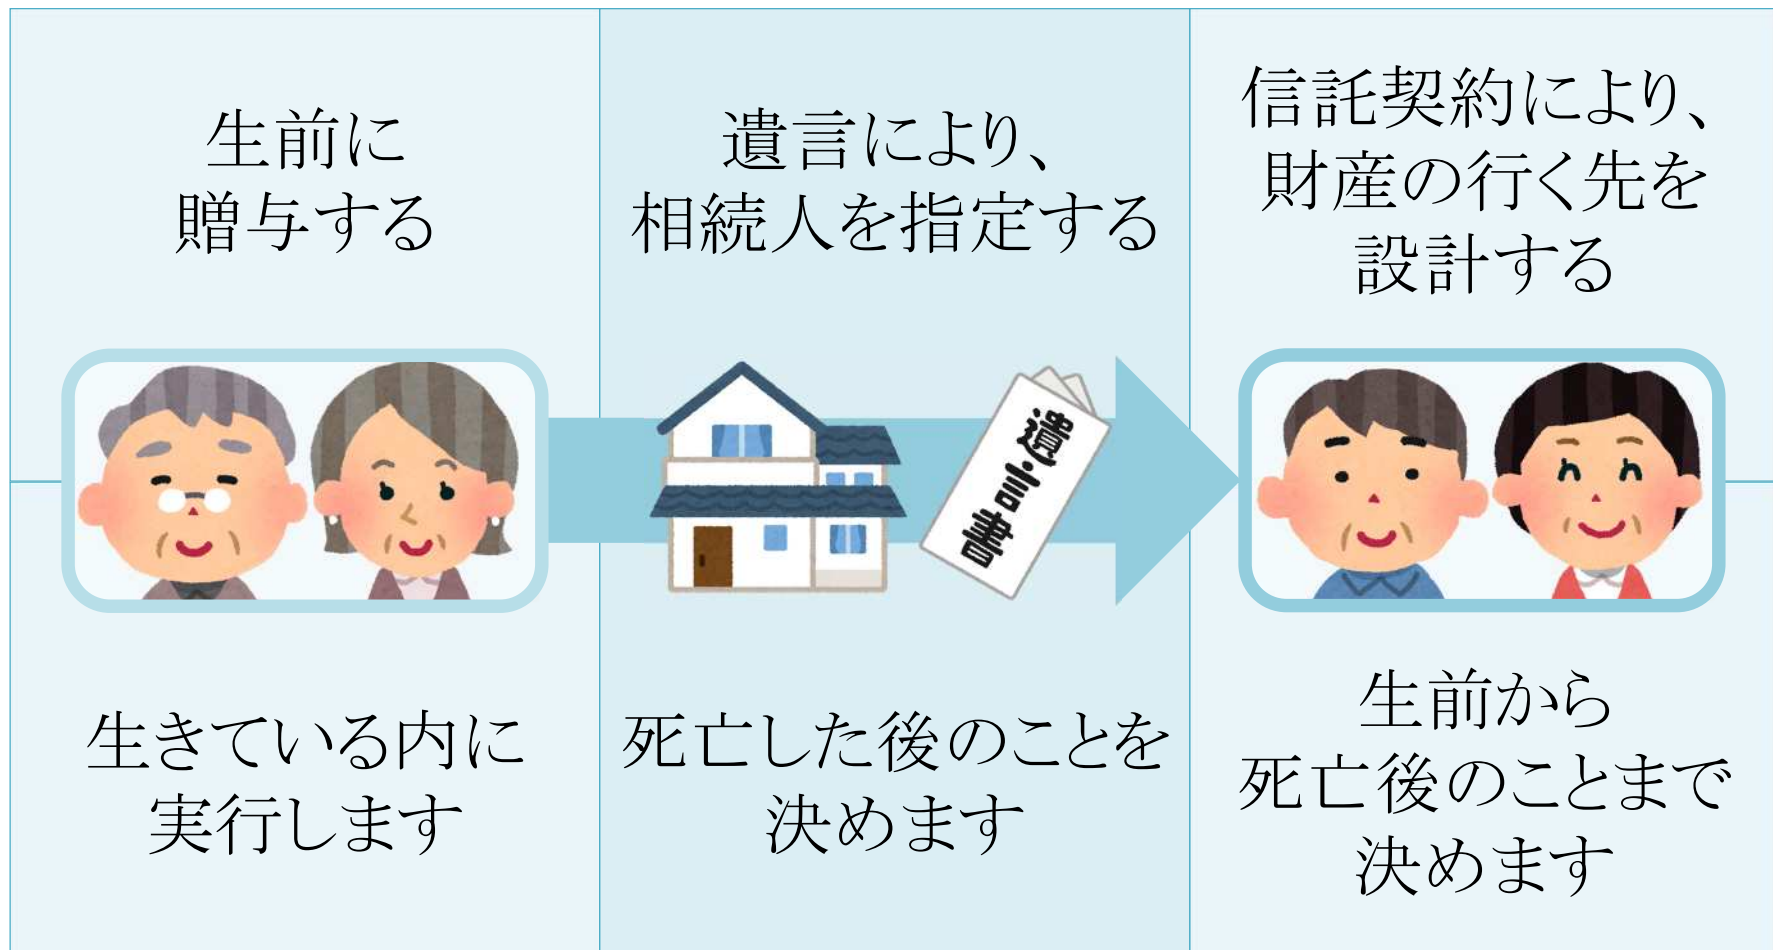 生前に
贈与する
遺言により、
相続人を指定する
信託契約により、
財産の行く先を
設計する
遺言書
生きている内に
実行します
死亡した後のことを
決めます
生前から
死亡後のことまで
決めます